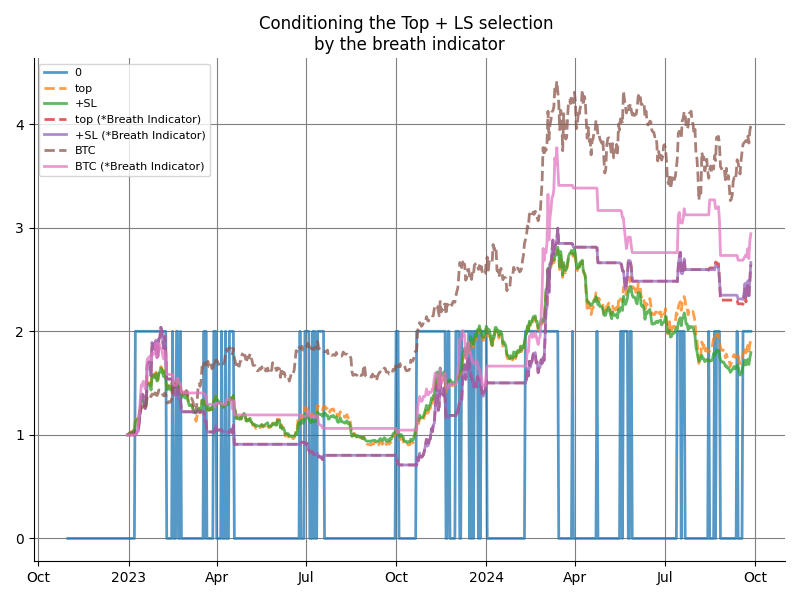 Conditioning the Top + LS selection
by the breath indicator
0
top
+SL
top (*Breath Indicator)
+SL (*Breath Indicator)
BTC
BTC (*Breath Indicator)
4
3
2
1
0
Oct 2023 Apr Jul Oct 2024 Apr Jul Oct